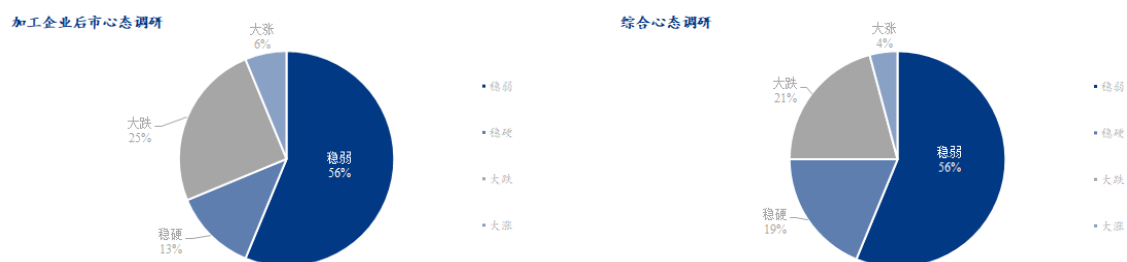 加工企业后市心态调研
大涨
6%
大跌
25%
稳硬
13%
稳弱
56%
稳弱
稳硬
大跌
大涨
综合心态调研
大涨
4%
大跌
21%
稳硬
19%
稳弱
56%
稳弱
稳硬
大跌
大涨